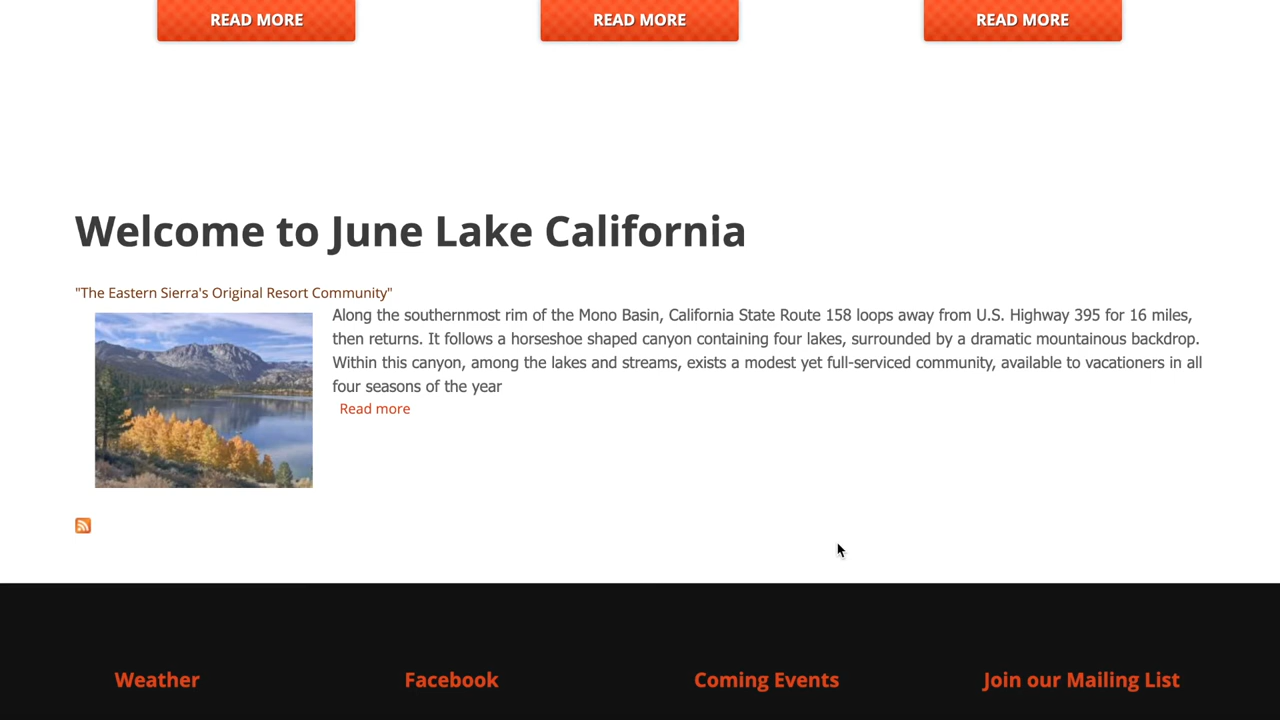 READ MORE READ MORE READ MORE
Welcome to June Lake California
"The Eastern Sierra's Original Resort Community"
Along the southernmost rim of the Mono Basin, California State Route 158 loops away from U.S. Highway 395 for 16 miles,
then returns. It follows a horseshoe shaped canyon containing four lakes, surrounded by a dramatic mountainous backdrop.
Within this canyon, among the lakes and streams, exists a modest yet full-serviced community, available to vacationers in all
four seasons of the year
Read more
Weather Facebook Coming Events Join our Mailing List